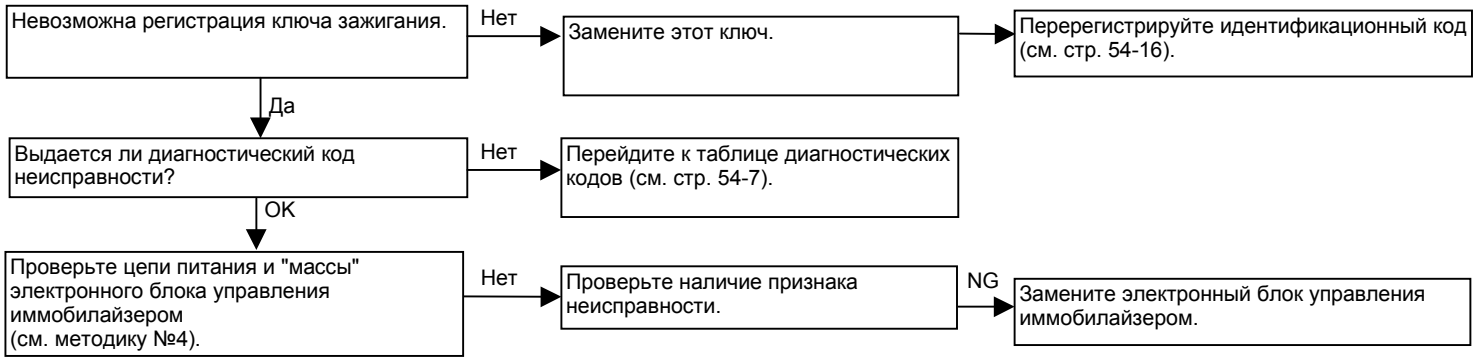 Невозможна регистрация ключа зажигания.
Нет
Замените этот ключ.
Перерегистрируйте идентификационный код
(см. стр. 54-16).
Да
Выдается ли диагностический код
неисправности?
Нет
Перейдите к таблице диагностических
кодов (см. стр. 54-7).
OK
Проверьте цепи питания и "массы"
электронного блока управления
иммобилайзером
(см. методику №4).
Нет
Проверьте наличие признака
неисправности.
NG
Замените электронный блок управления
иммобилайзером.